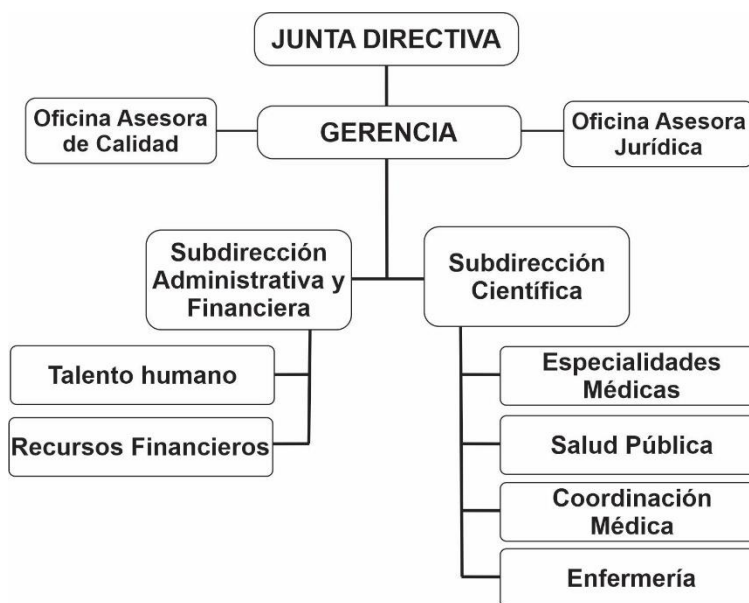 JUNTA DIRECTIVA
Oficina Asesora
de Calidad
GERENCIA
Oficina Asesora
Jurídica
Subdirección
Administrativa y
Financiera
Subdirección
Científica
Talento humano
Recursos Financieros
Especialidades
Médicas
Salud Pública
Coordinación
Médica
Enfermería